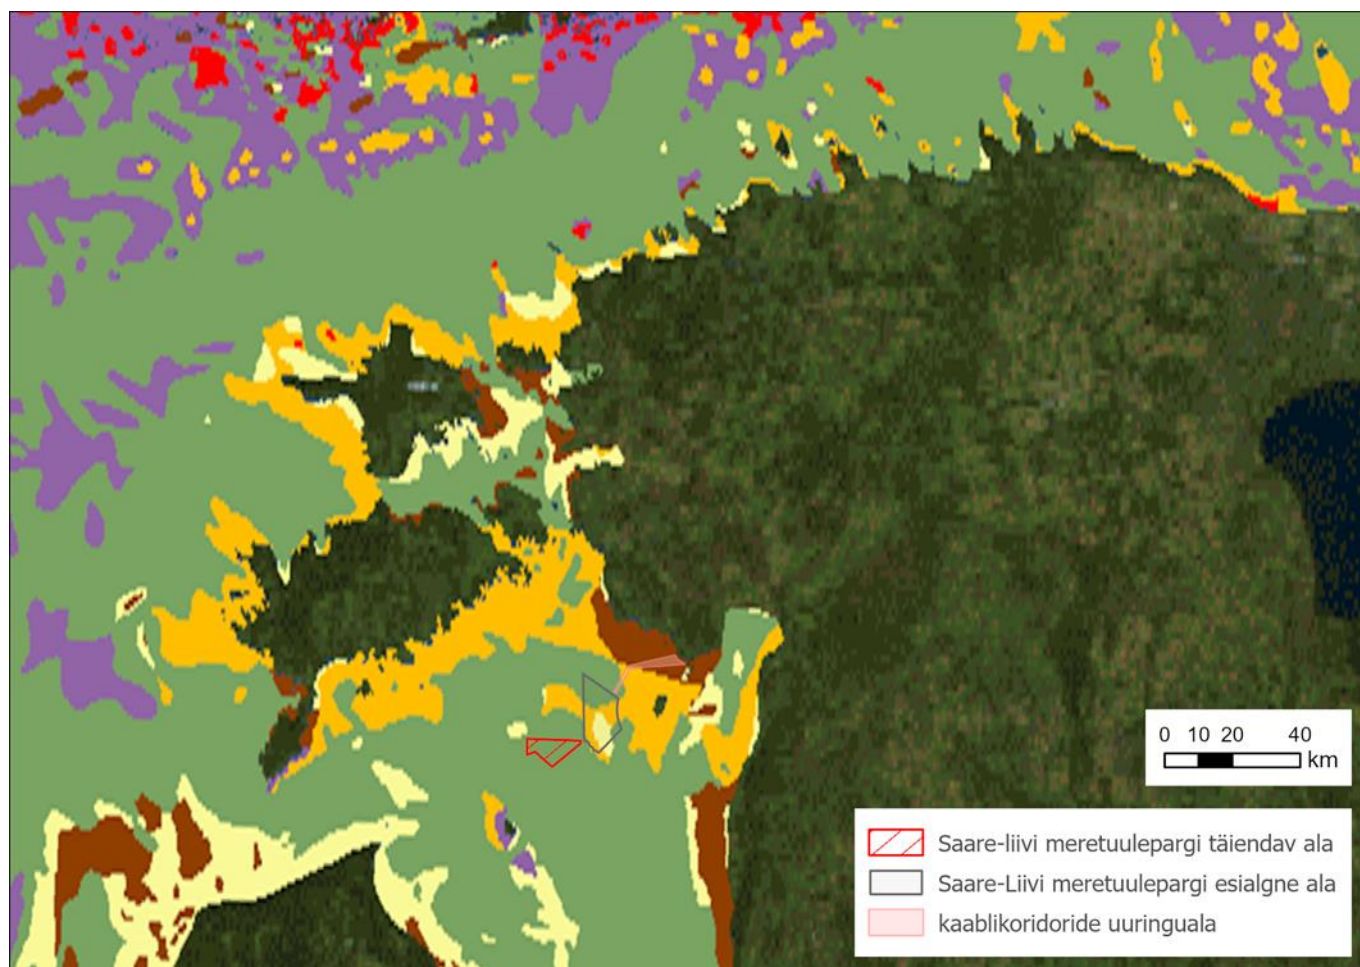 0 10 20 40
km
Saare-liivi meretuulepargi täiendav ala
Saare-Liivi meretuulepargi esialgne ala
kaablikoridoride uuringuala